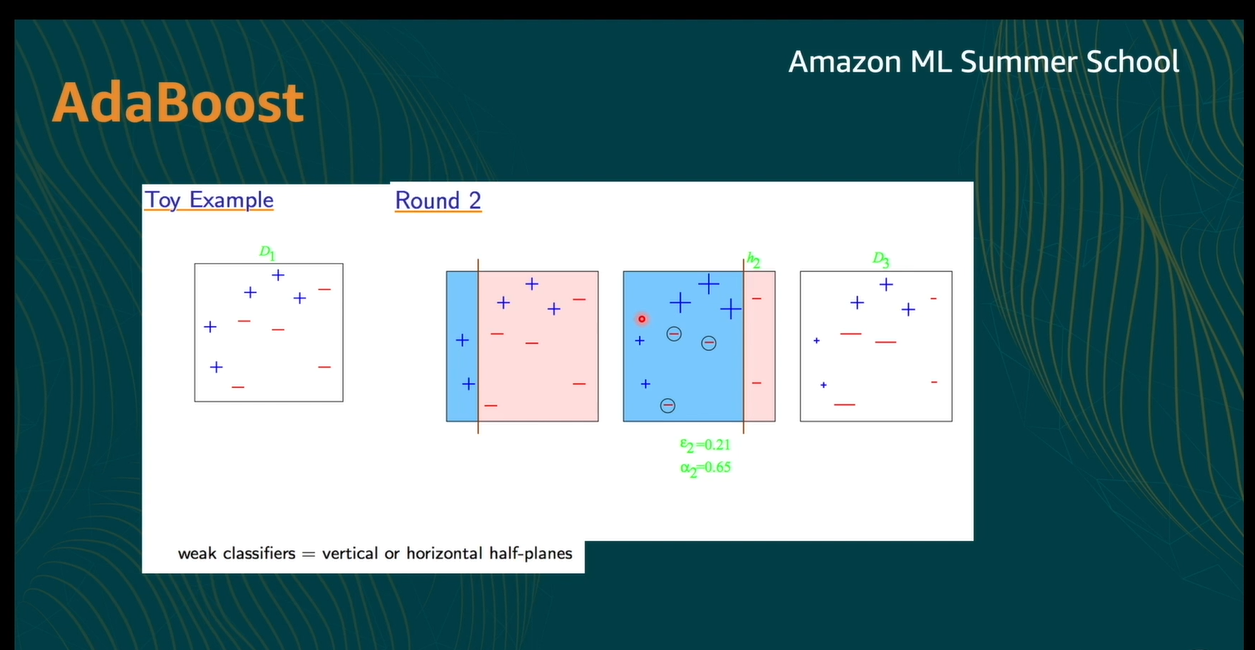 Amazon ML Summer School
AdaBoost
Toy Example
Round 2
D1
h2
D3
ε2=0.21
α2=0.65
weak classifiers = vertical or horizontal half-planes